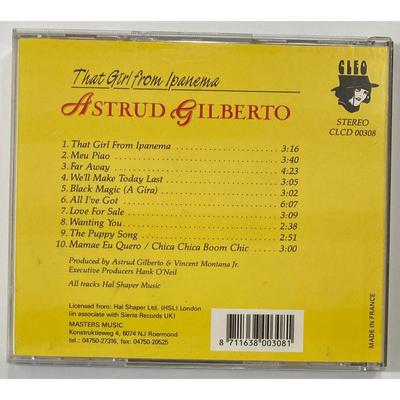 That Girl from Ipanema
ASTRUD GILBERTO
CLEO
STEREO
CLCD 00308
1. That Girl From Ipanema 3:16
2. Meu Piao 3:40
3. Far Away 4:23
4. We'll Make Today Last 3:05
5. Black Magic (A Gira) 3:02
6. All I've Got 6:07
7. Love For Sale 3:09
8. Wanting You 2:38
9. The Puppy Song 2:51
10. Mamae Eu Quero / Chica Chica Boom Chic 3:00
Produced by Astrud Gilberto & Vincent Montana Jr.
Executive Producers Hank O'Neil
All tracks Hal Shaper Music
Licensed from: Hal Shaper Ltd. (HSL) London
(in associate with Sierra Records UK)
MASTERS MUSIC
Konstruktieweg 4, 6074 NJ Roermond
tel.: 04750-27316, fax: 04750-20525
8 711638 003081
MADE IN FRANCE